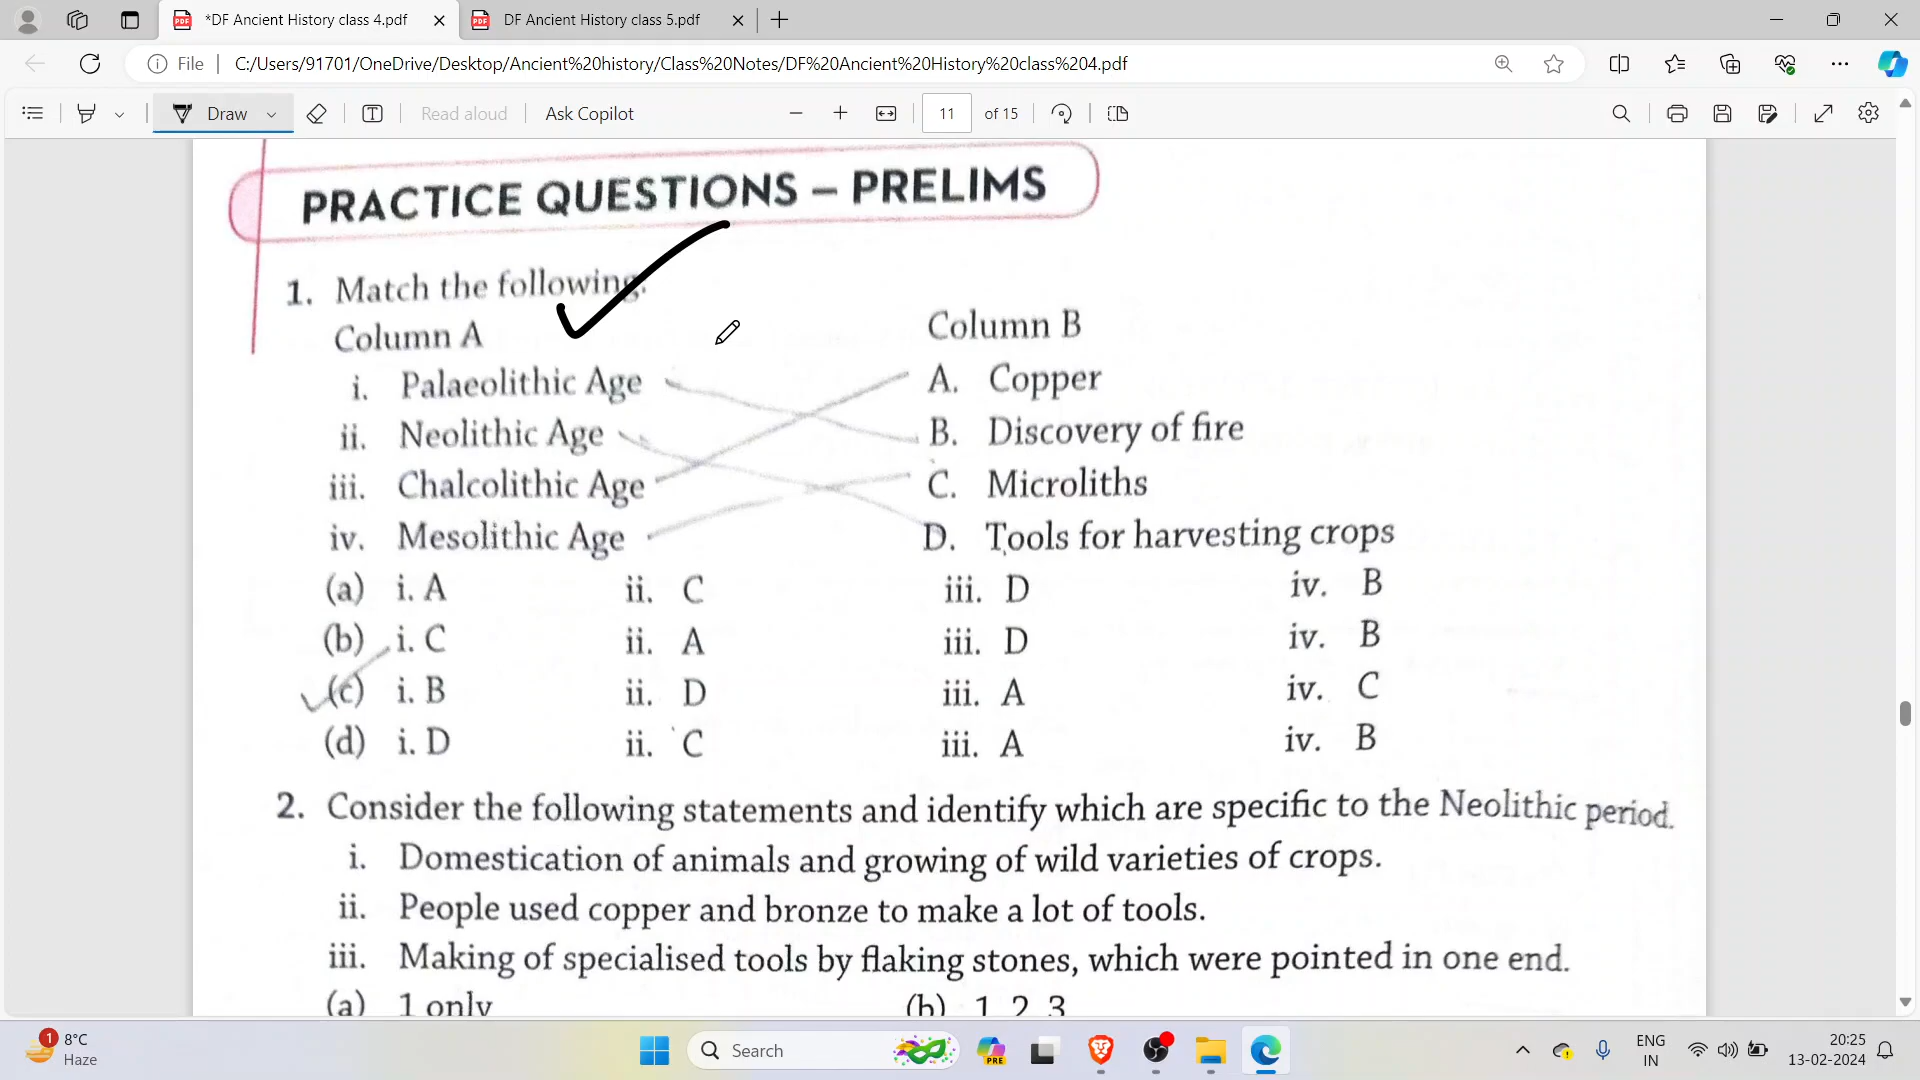 *DF Ancient History class 4.pdf
DF Ancient History class 5.pdf
File
C:/Users/91701/OneDrive/Desktop/Ancient%20history/Class%20Notes/DF%20Ancient%20History%20class%204.pdf
Draw
Read aloud
Ask Copilot
11 of 15
PRACTICE QUESTIONS – PRELIMS
1. Match the following:
Column A Column B
i. Palaeolithic Age A. Copper
ii. Neolithic Age B. Discovery of fire
iii. Chalcolithic Age C. Microliths
iv. Mesolithic Age D. Tools for harvesting crops
(a) i. A ii. C iii. D iv. B
(b) i. C ii. A iii. D iv. B
(c) i. B ii. D iii. A iv. C
(d) i. D ii. C iii. A iv. B
2. Consider the following statements and identify which are specific to the Neolithic period.
i. Domestication of animals and growing of wild varieties of crops.
ii. People used copper and bronze to make a lot of tools.
iii. Making of specialised tools by flaking stones, which were pointed in one end.
(a) 1 only (b) 1, 2, 3
1
8°C
Haze
Search
PRE
ENG
IN
20:25
13-02-2024